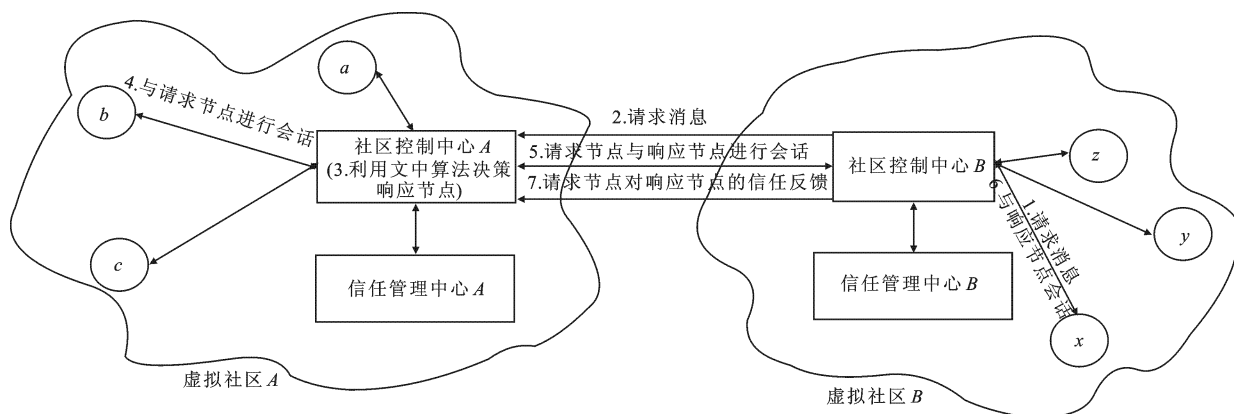 a
b
4.与请求节点进行会话
社区控制中心A
(3.利用文中算法决策
响应节点)
c
信任管理中心A
虚拟社区A
2.请求消息
5.请求节点与响应节点进行会话
7.请求节点对响应节点的信任反馈
社区控制中心B
z
y
1.请求消息
6与响应节点会话
x
信任管理中心B
虚拟社区B